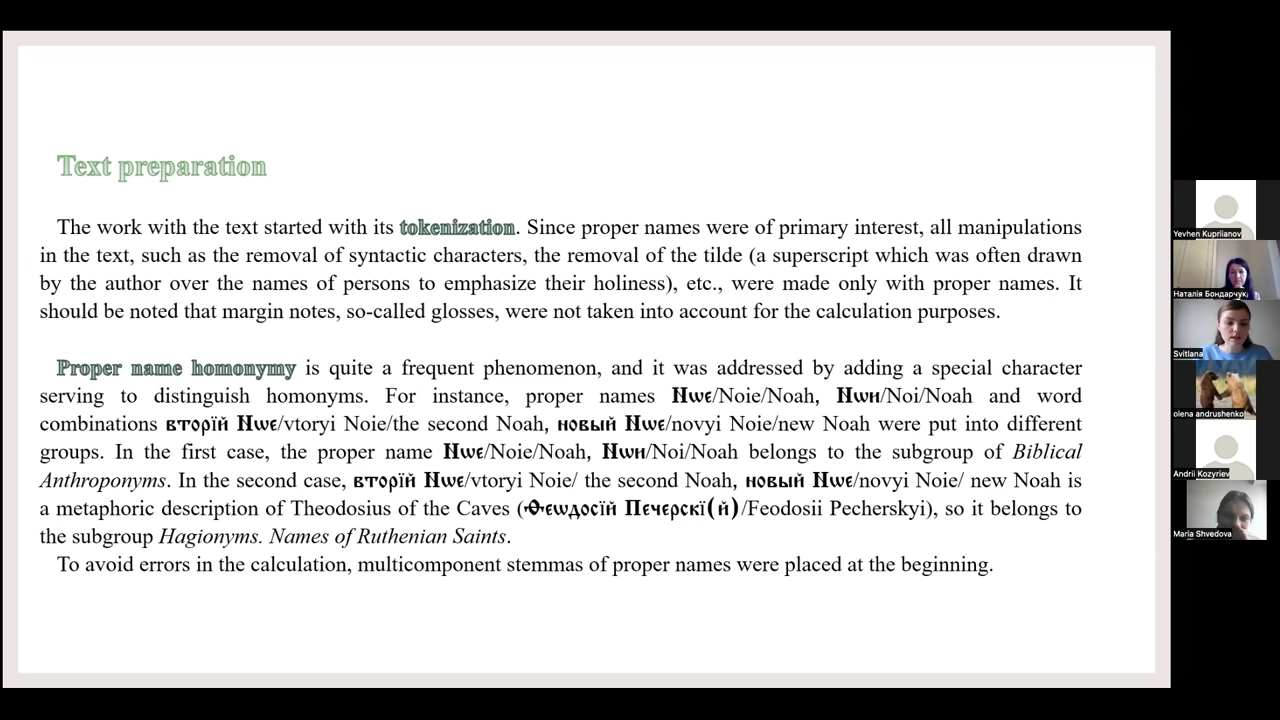 Text preparation
The work with the text started with its tokenization. Since proper names were of primary interest, all manipulations
in the text, such as the removal of syntactic characters, the removal of the tilde (a superscript which was often drawn
by the author over the names of persons to emphasize their holiness), etc., were made only with proper names. It
should be noted that margin notes, so-called glosses, were not taken into account for the calculation purposes.
Proper name homonymy is quite a frequent phenomenon, and it was addressed by adding a special character
serving to distinguish homonyms. For instance, proper names Нѡє/Noie/Noah, Нѡи/Noi/Noah and word
combinations вторїй Нѡє/vtoryi Noie/the second Noah, новый Нѡє/novyi Noie/new Noah were put into different
groups. In the first case, the proper name Нѡє/Noie/Noah, Нѡи/Noi/Noah belongs to the subgroup of Biblical
Anthroponyms. In the second case, вторїй Нѡє/vtoryi Noie/ the second Noah, новый Нѡє/novyi Noie/ new Noah is
a metaphoric description of Theodosius of the Caves (Ѳеѡдосїй Печерскї(й)/Feodosii Pecherskyi), so it belongs to
the subgroup Hagionyms. Names of Ruthenian Saints.
To avoid errors in the calculation, multicomponent stemmas of proper names were placed at the beginning.
Yevhen Kupriianov
Наталія Бондарчук
Svitlana
olena andrushenko
Andrii Kozyriev
Maria Shvedova